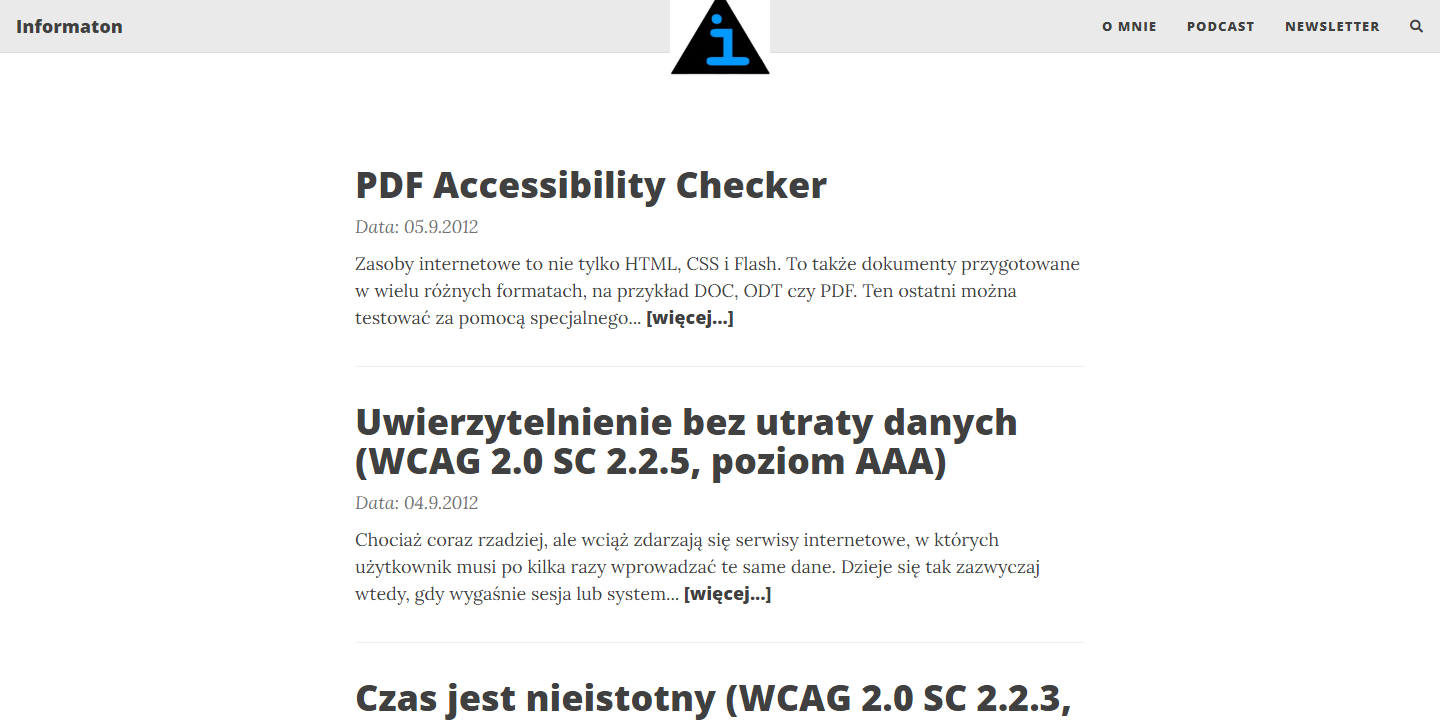 Informaton
i
O MNIE
PODCAST
NEWSLETTER
PDF Accessibility Checker
Data: 05.9.2012
Zasoby internetowe to nie tylko HTML, CSS i Flash. To także dokumenty przygotowane
w wielu różnych formatach, na przykład DOC, ODT czy PDF. Ten ostatni można
testować za pomocą specjalnego... [więcej...]
Uwierzytelnienie bez utraty danych
(WCAG 2.0 SC 2.2.5, poziom AAA)
Data: 04.9.2012
Chociaż coraz rzadziej, ale wciąż zdarzają się serwisy internetowe, w których
użytkownik musi po kilka razy wprowadzać te same dane. Dzieje się tak zazwyczaj
wtedy, gdy wygaśnie sesja lub system... [więcej...]
Czas jest nieistotny (WCAG 2.0 SC 2.2.3,